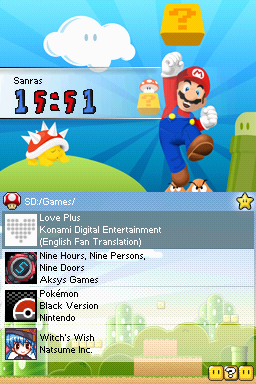 Sanras
15:51
SD:/Games/
Love Plus
Konami Digital Entertainment
(English Fan Translation)
Nine Hours, Nine Persons,
Nine Doors
Aksys Games
Pokémon
Black Version
Nintendo
Witch's Wish
Natsume Inc.